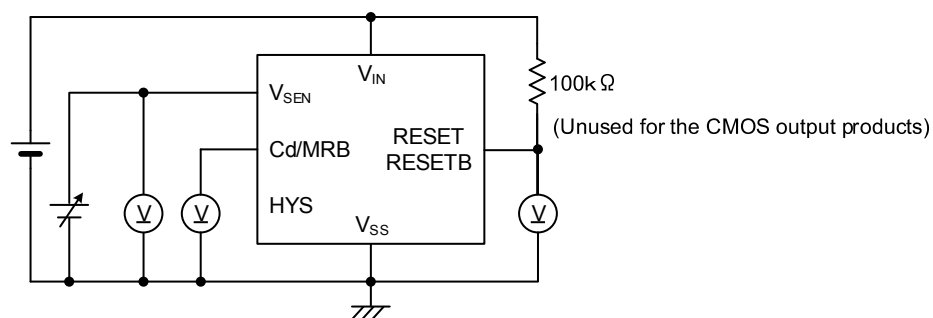 V_IN
V_SEN
100kΩ
(Unused for the CMOS output products)
RESET
Cd/MRB
RESETB
HYS
V
V
V
V_SS